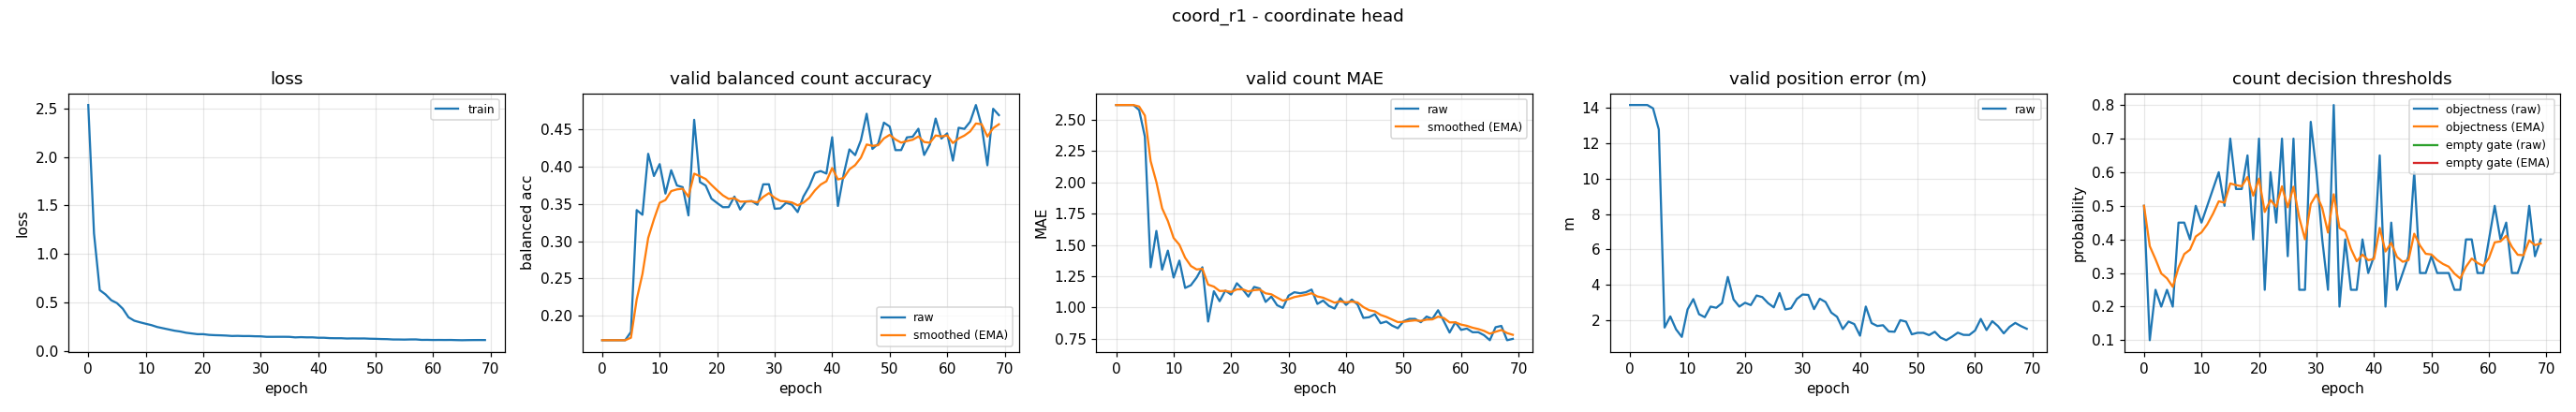 coord_r1 - coordinate head
loss
2.5
2.0
1.5
1.0
0.5
0.0
loss
0 10 20 30 40 50 60 70
epoch
train
valid balanced count accuracy
0.45
0.40
0.35
0.30
0.25
0.20
balanced acc
0 10 20 30 40 50 60 70
epoch
raw
smoothed (EMA)
valid count MAE
2.50
2.25
2.00
1.75
1.50
1.25
1.00
0.75
MAE
0 10 20 30 40 50 60 70
epoch
raw
smoothed (EMA)
valid position error (m)
14
12
10
8
6
4
2
m
0 10 20 30 40 50 60 70
epoch
raw
count decision thresholds
0.8
0.7
0.6
0.5
0.4
0.3
0.2
0.1
probability
0 10 20 30 40 50 60 70
epoch
objectness (raw)
objectness (EMA)
empty gate (raw)
empty gate (EMA)